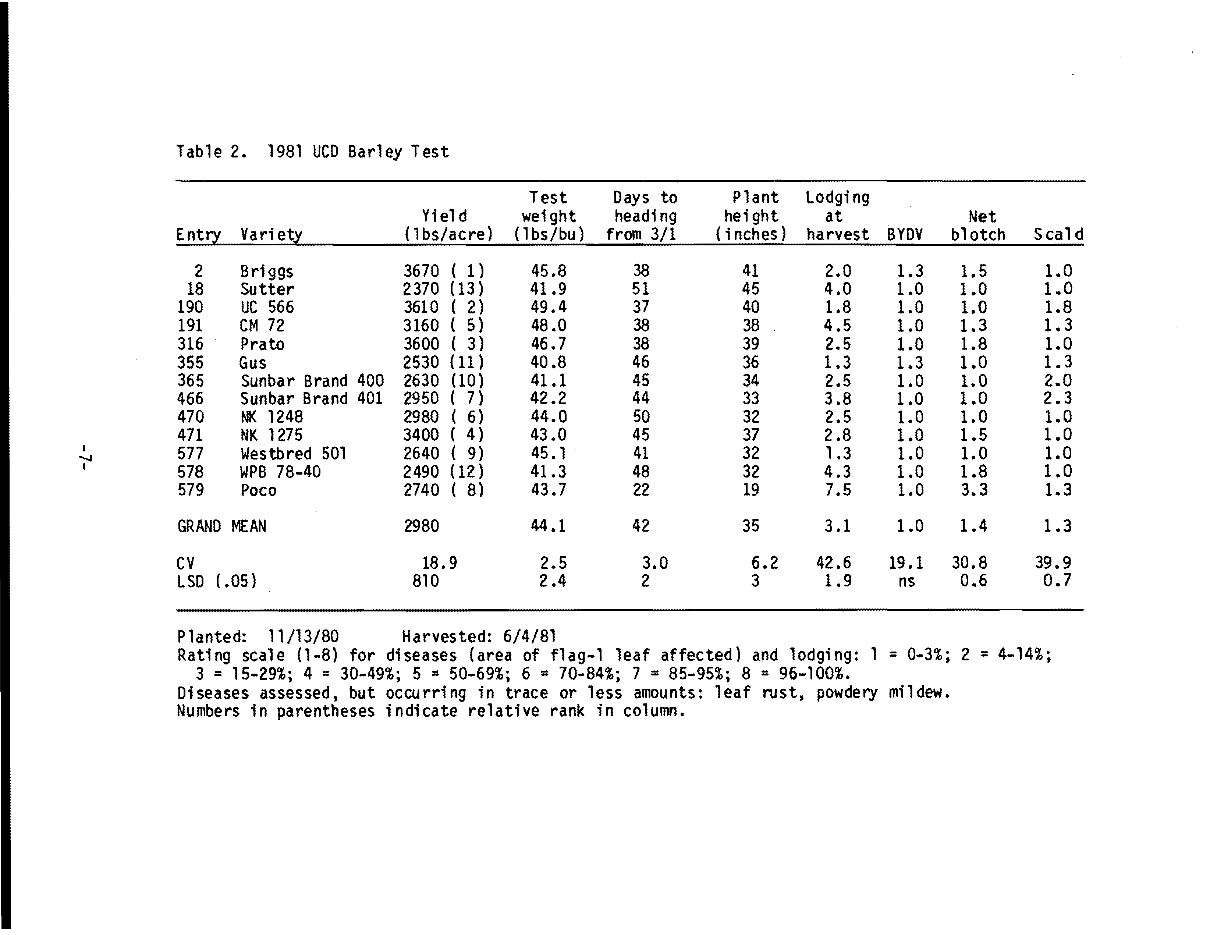 Table 2. 1981 UCD Barley Test
Test Days to Plant Lodging
Yield weight heading height at Net
Entry Variety (lbs/acre) (lbs/bu) from 3/1 (inches) harvest BYDV blotch Scald
2 Briggs 3670 ( 1) 45.8 38 41 2.0 1.3 1.5 1.0
18 Sutter 2370 (13) 41.9 51 45 4.0 1.0 1.0 1.0
190 UC 566 3610 ( 2) 49.4 37 40 1.8 1.0 1.0 1.8
191 CM 72 3160 ( 5) 48.0 38 38 4.5 1.0 1.3 1.3
316 Prato 3600 ( 3) 46.7 38 39 2.5 1.0 1.8 1.0
355 Gus 2530 (11) 40.8 46 36 1.3 1.3 1.0 1.3
365 Sunbar Brand 400 2630 (10) 41.1 45 34 2.5 1.0 1.0 2.0
466 Sunbar Brand 401 2950 ( 7) 42.2 44 33 3.8 1.0 1.0 2.3
470 NK 1248 2980 ( 6) 44.0 50 32 2.5 1.0 1.0 1.0
471 NK 1275 3400 ( 4) 43.0 45 37 2.8 1.0 1.5 1.0
577 Westbred 501 2640 ( 9) 45.1 41 32 1.3 1.0 1.0 1.0
578 WPB 78-40 2490 (12) 41.3 48 32 4.3 1.0 1.8 1.0
579 Poco 2740 ( 8) 43.7 22 19 7.5 1.0 3.3 1.3
GRAND MEAN 2980 44.1 42 35 3.1 1.0 1.4 1.3
CV 18.9 2.5 3.0 6.2 42.6 19.1 30.8 39.9
LSD (.05) 810 2.4 2 3 1.9 ns 0.6 0.7
Planted: 11/13/80 Harvested: 6/4/81
Rating scale (1-8) for diseases (area of flag-1 leaf affected) and lodging: 1 = 0-3%; 2 = 4-14%;
3 = 15-29%; 4 = 30-49%; 5 = 50-69%; 6 = 70-84%; 7 = 85-95%; 8 = 96-100%.
Diseases assessed, but occurring in trace or less amounts: leaf rust, powdery mildew.
Numbers in parentheses indicate relative rank in column.
-7-